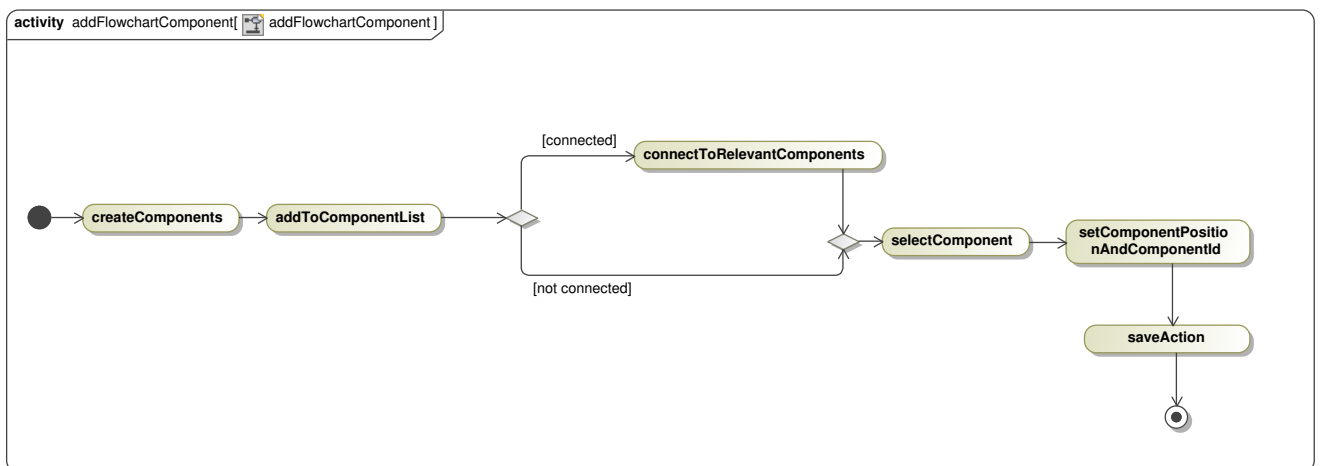 activity addFlowchartComponent[ addFlowchartComponent ]
[connected]
connectToRelevantComponents
createComponents
addToComponentList
selectComponent
setComponentPositio
nAndComponentId
[not connected]
saveAction